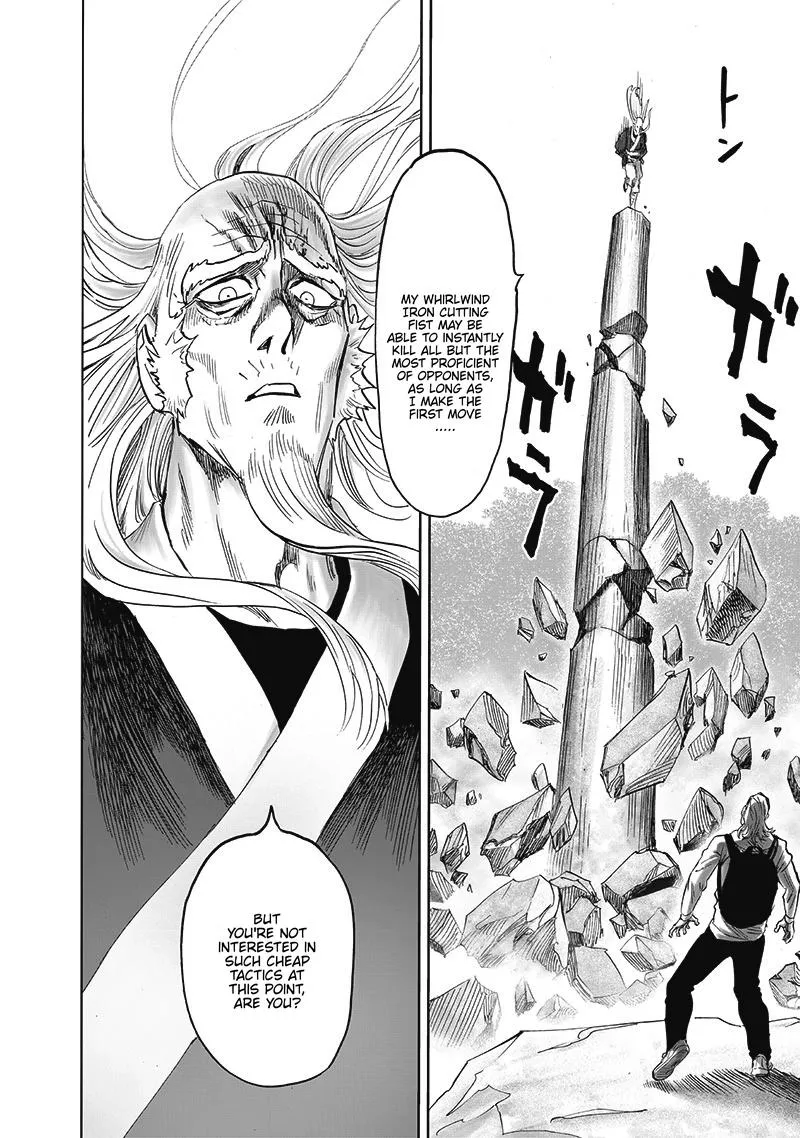 トン
ガラ
ガラ
MY WHIRLWIND
IRON CUTTING
FIST MAY BE
ABLE TO INSTANTLY
KILL ALL BUT THE
MOST PROFICIENT
OF OPPONENTS,
AS LONG AS
I MAKE THE
FIRST MOVE
.....
BUT
YOU'RE NOT
INTERESTED IN
SUCH CHEAP
TACTICS AT
THIS POINT,
ARE YOU?